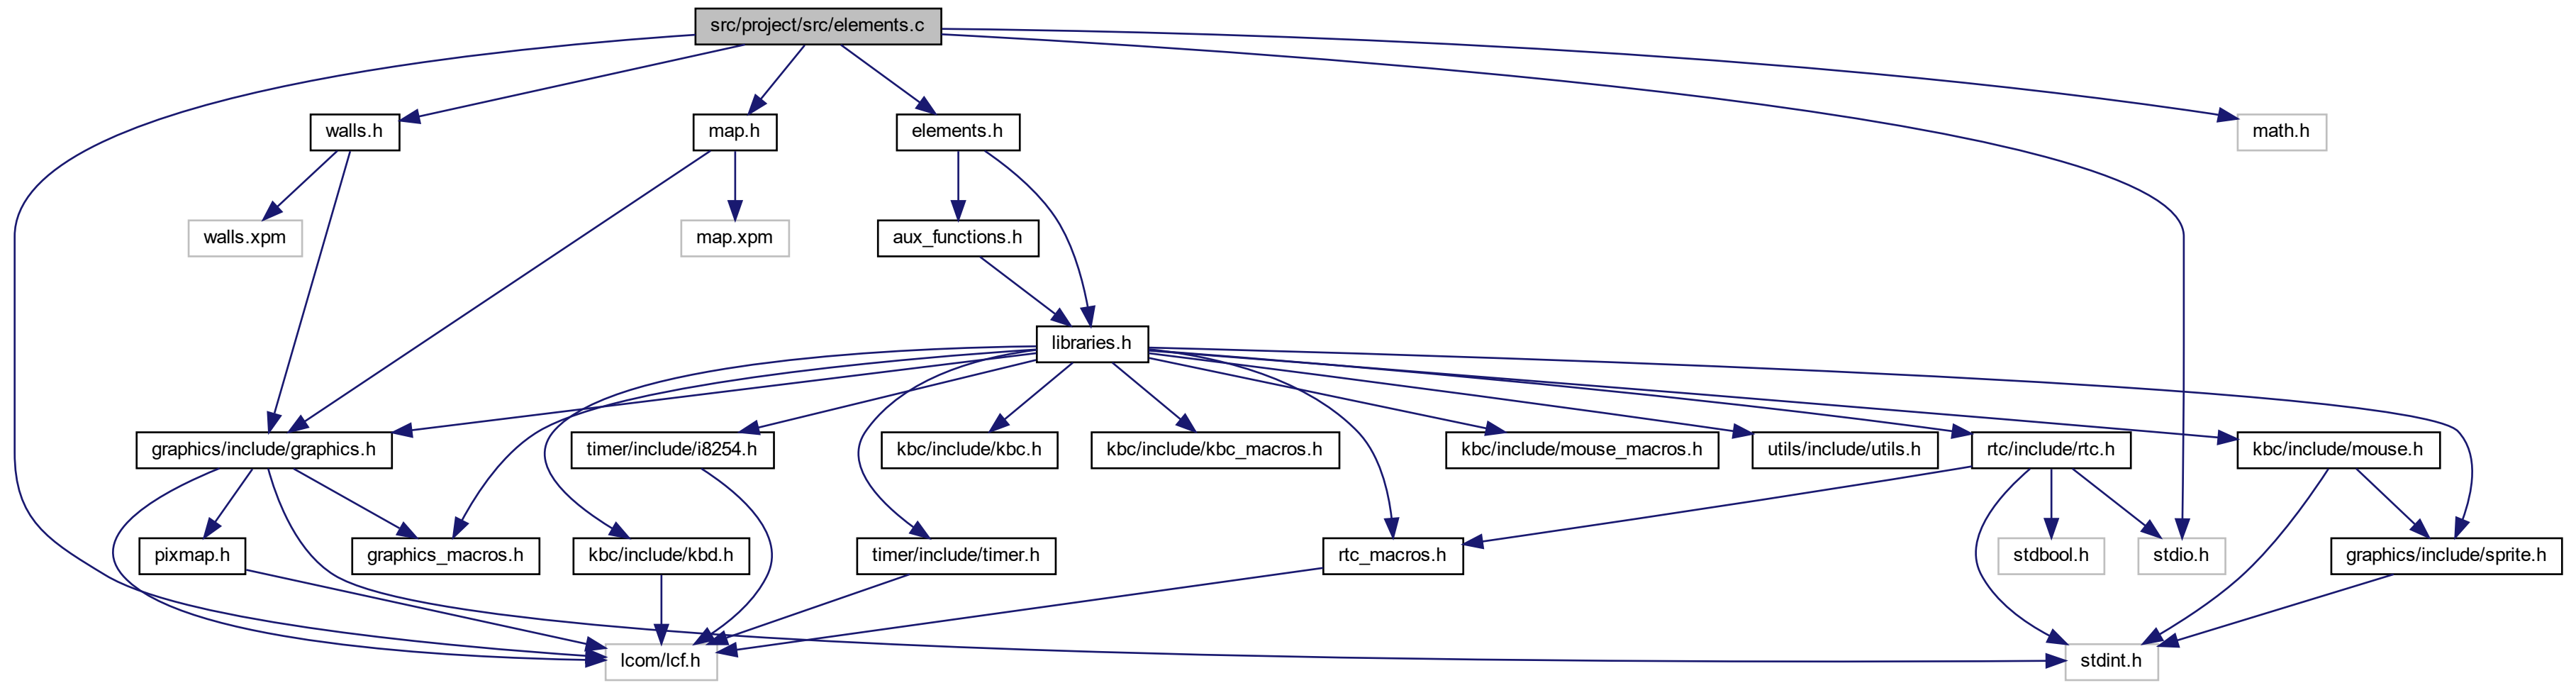 src/project/src/elements.c
walls.h
map.h
elements.h
math.h
walls.xpm
map.xpm
aux_functions.h
libraries.h
graphics/include/graphics.h
timer/include/i8254.h
kbc/include/kbc.h
kbc/include/kbc_macros.h
kbc/include/mouse_macros.h
utils/include/utils.h
rtc/include/rtc.h
kbc/include/mouse.h
pixmap.h
graphics_macros.h
kbc/include/kbd.h
timer/include/timer.h
rtc_macros.h
stdbool.h
stdio.h
graphics/include/sprite.h
lcom/lcf.h
stdint.h